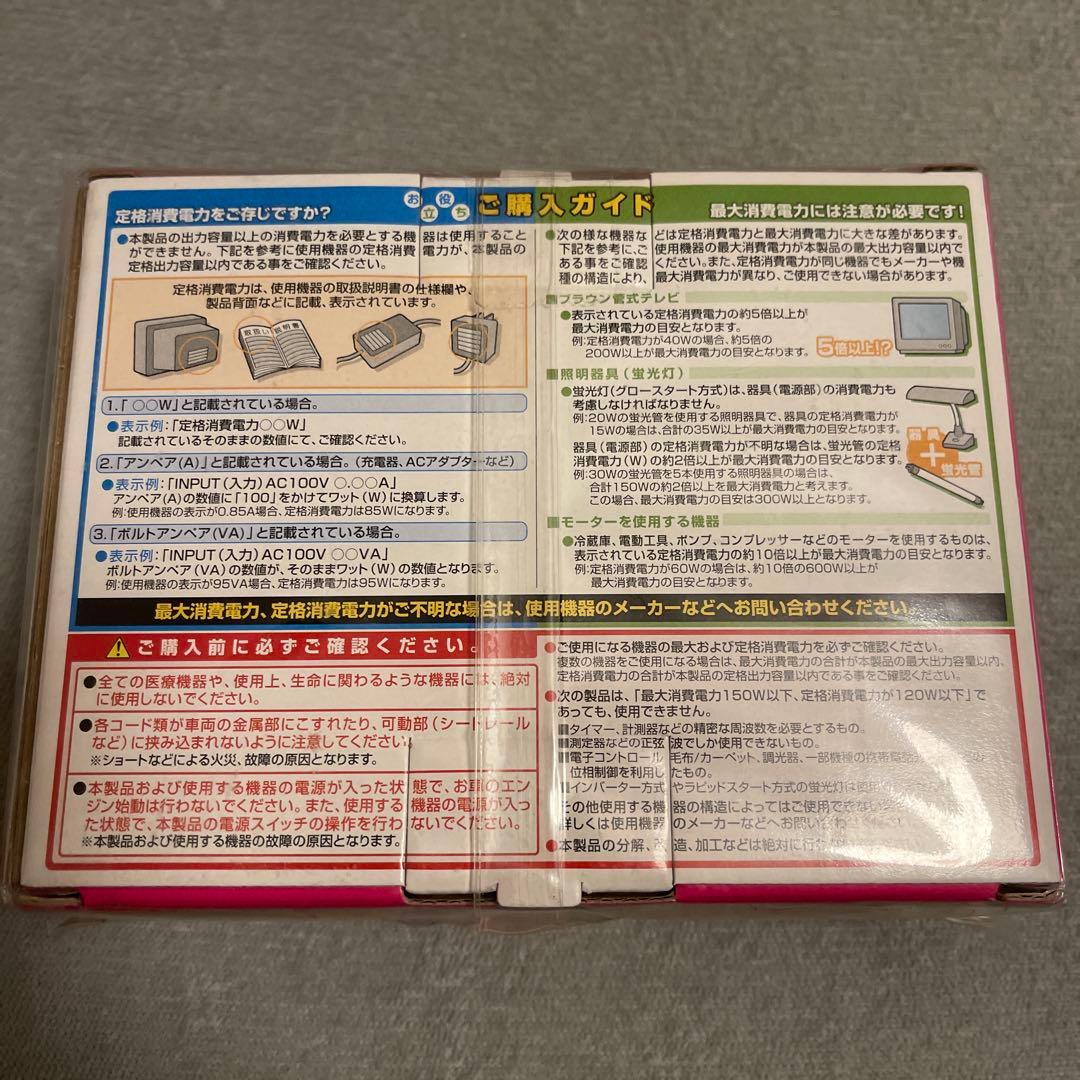 お役立ち ご購入ガイド
定格消費電力をご存じですか?
●本製品の出力容量以上の消費電力を必要とする機器は使用すること
ができません。下記を参考に使用機器の定格消費電力が、本製品の
定格出力容量以内である事をご確認ください。
定格消費電力は、使用機器の取扱説明書の仕様欄や、
製品背面などに記載、表示されています。
取扱い説明書
1.「 ○○W」と記載されている場合。
●表示例:「定格消費電力○○W」
記載されているそのままの数値にて、ご確認ください。
2.「アンペア(A)」と記載されている場合。(充電器、ACアダプターなど)
●表示例:「INPUT(入力)AC100V ○.○○A」
アンペア(A)の数値に「100」をかけてワット(W)に換算します。
例:使用機器の表示が0.85A場合、定格消費電力は85Wになります。
3.「ボルトアンペア(VA)」と記載されている場合。
●表示例:「INPUT(入力)AC100V ○○VA」
ボルトアンペア(VA)の数値が、そのままワット(W)の数値となります。
例:使用機器の表示が95VA場合、定格消費電力は95Wになります。
最大消費電力には注意が必要です!
●次の様な機器などは定格消費電力と最大消費電力に大きな差があります。
下記を参考に、ご使用機器の最大消費電力が本製品の最大出力容量以内で
ある事をご確認ください。また、定格消費電力が同じ機器でもメーカーや機
種の構造により、最大消費電力が異なり、ご使用できない場合があります。
■ブラウン管式テレビ
●表示されている定格消費電力の約5倍以上が
最大消費電力の目安となります。
例:定格消費電力が40Wの場合、約5倍の
200W以上が最大消費電力の目安となります。
5倍以上!?
■照明器具(蛍光灯)
●蛍光灯(グロースタート方式)は、器具(電源部)の消費電力も
考慮しなければなりません。
例:20Wの蛍光管を使用する照明器具で、器具の定格消費電力が
15Wの場合は、合計の35W以上が最大消費電力の目安となります。
器具(電源部)の定格消費電力が不明な場合は、蛍光管の定格
消費電力(W)の約2倍以上が最大消費電力の目安となります。
例:30Wの蛍光管を5本使用する照明器具の場合は、
合計150Wの約2倍以上を最大消費電力と考えます。
この場合、最大消費電力の目安は300W以上となります。
器具
+
蛍光管
■モーターを使用する機器
●冷蔵庫、電動工具、ポンプ、コンプレッサーなどのモーターを使用するものは、
表示されている定格消費電力の約10倍以上が最大消費電力の目安となります。
例:定格消費電力が60Wの場合は、約10倍の600W以上が
最大消費電力の目安となります。
最大消費電力、定格消費電力がご不明な場合は、使用機器のメーカーなどへお問い合わせください。
ご購入前に必ずご確認ください。
●全ての医療機器や、使用上、生命に関わるような機器には、絶対
に使用しないでください。
●各コード類が車両の金属部にこすれたり、可動部(シートレール
など)に挟み込まれないように注意してください。
※ショートなどによる火災、故障の原因となります。
●本製品および使用する機器の電源が入った状態で、お車のエン
ジン始動は行わないでください。また、使用する機器の電源が入っ
た状態で、本製品の電源スイッチの操作を行わないでください。
※本製品および使用する機器の故障の原因となります。
●ご使用になる機器の最大および定格消費電力を必ずご確認ください。
複数の機器をご使用になる場合は、最大消費電力の合計が本製品の最大出力容量以内、
定格消費電力の合計が本製品の定格出力容量以内である事をご確認ください。
●次の製品は、「最大消費電力150W以下、定格消費電力が120W以下」で
あっても、使用できません。
■タイマー、計測器などの精密な周波数を必要とするもの。
■測定器などの正弦波でしか使用できないもの。
■電子コントロール毛布/カーペット、調光器、一部機種の携帯電話
位相制御を利用したもの。
■インバーター方式やラピッドスタート方式の蛍光灯は使用
その他使用する機器の構造によってはご使用できない
詳しくは使用機器のメーカーなどへお問い合わせ
●本製品の分解、改造、加工などは絶対に行